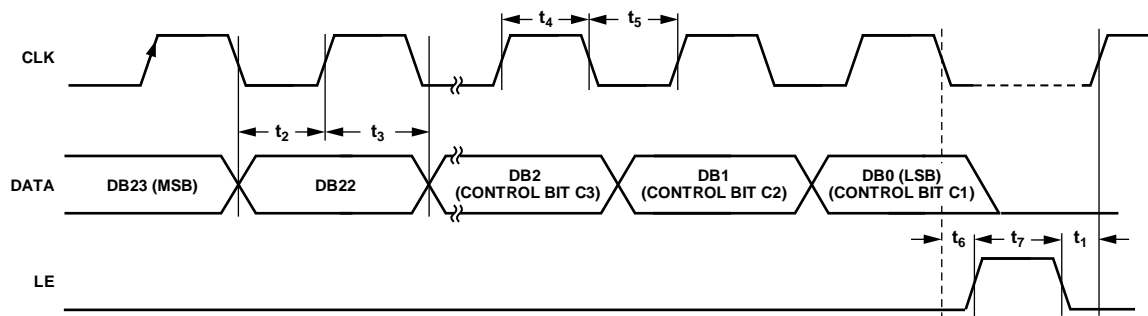 t4
t5
CLK
t2
t3
DATA
DB23 (MSB)
DB22
DB2
(CONTROL BIT C3)
DB1
(CONTROL BIT C2)
DB0 (LSB)
(CONTROL BIT C1)
t6
t7
t1
LE